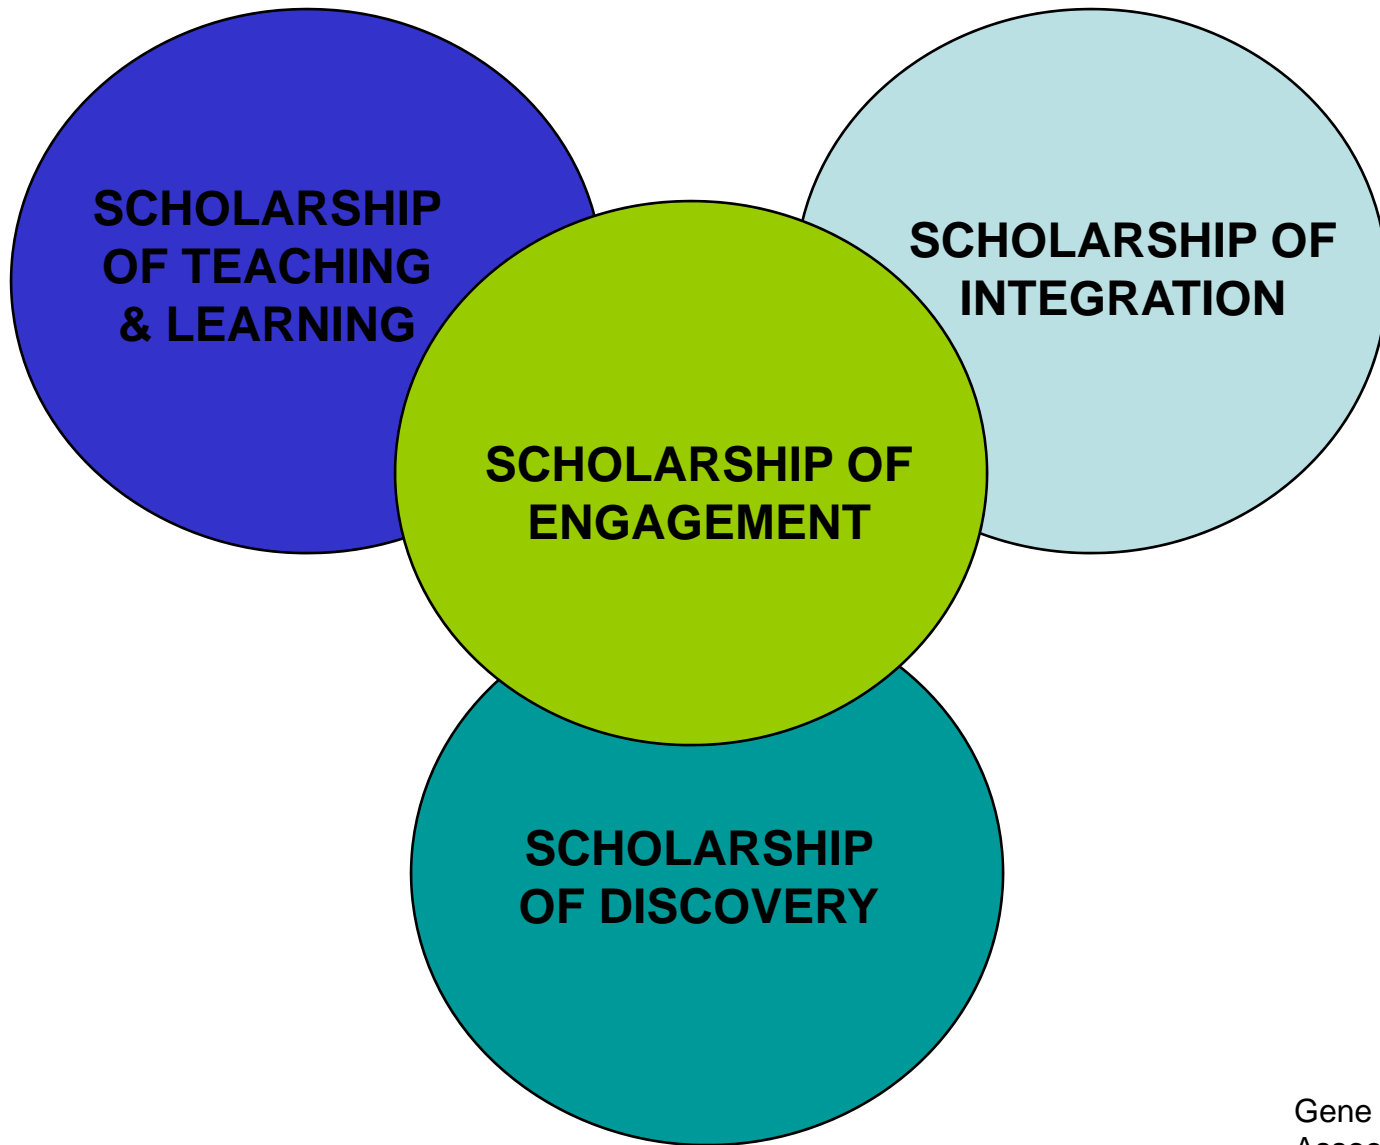 SCHOLARSHIP
OF TEACHING
& LEARNING
SCHOLARSHIP OF
INTEGRATION
SCHOLARSHIP OF
ENGAGEMENT
SCHOLARSHIP
OF DISCOVERY
Gene